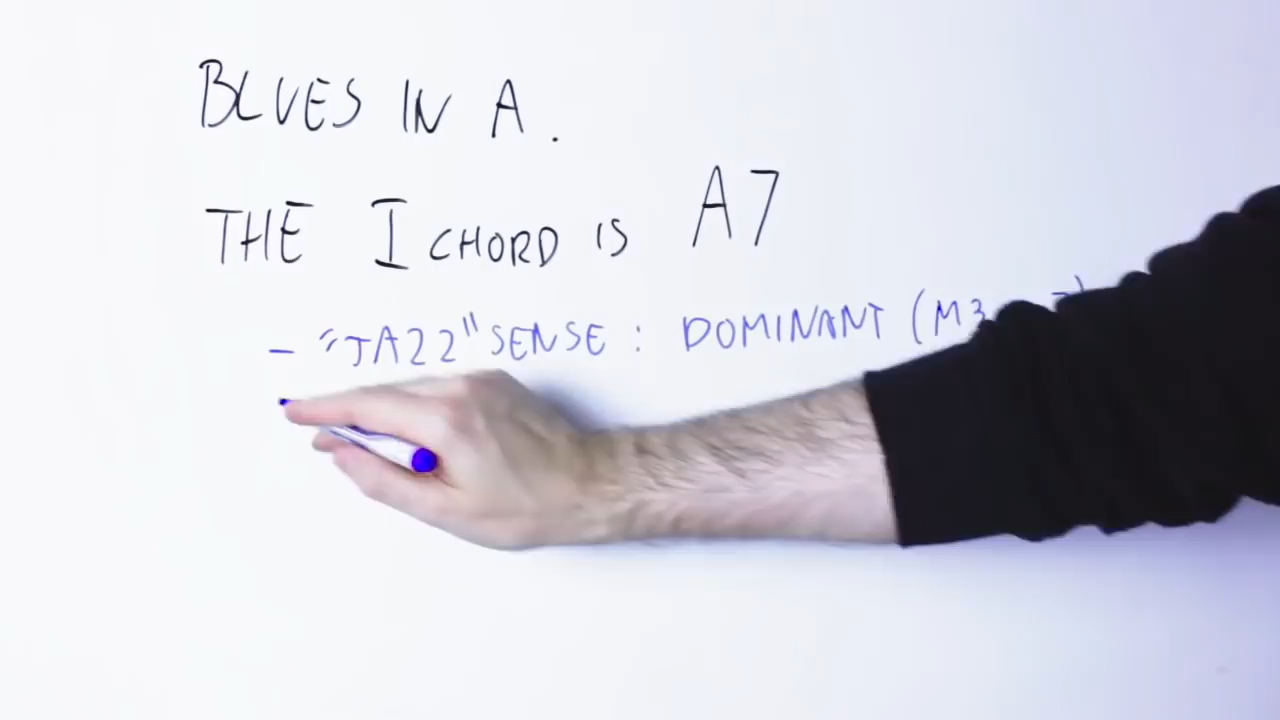 BLUES IN A.
THE I CHORD IS A7
- "JAZZ" SENSE: DOMINANT (M3